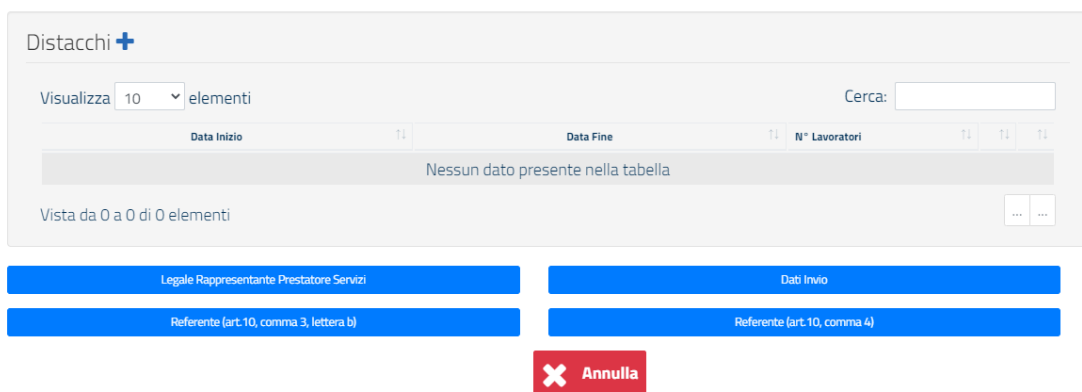 Distacchi
Visualizza 10 elementi Cerca:
Data Inizio Data Fine N° Lavoratori
Nessun dato presente nella tabella
Vista da 0 a 0 di 0 elementi ... ...
Legale Rappresentante Prestatore Servizi Dati Invio
Referente (art.10, comma 3, lettera b) Referente (art.10, comma 4)
Annulla